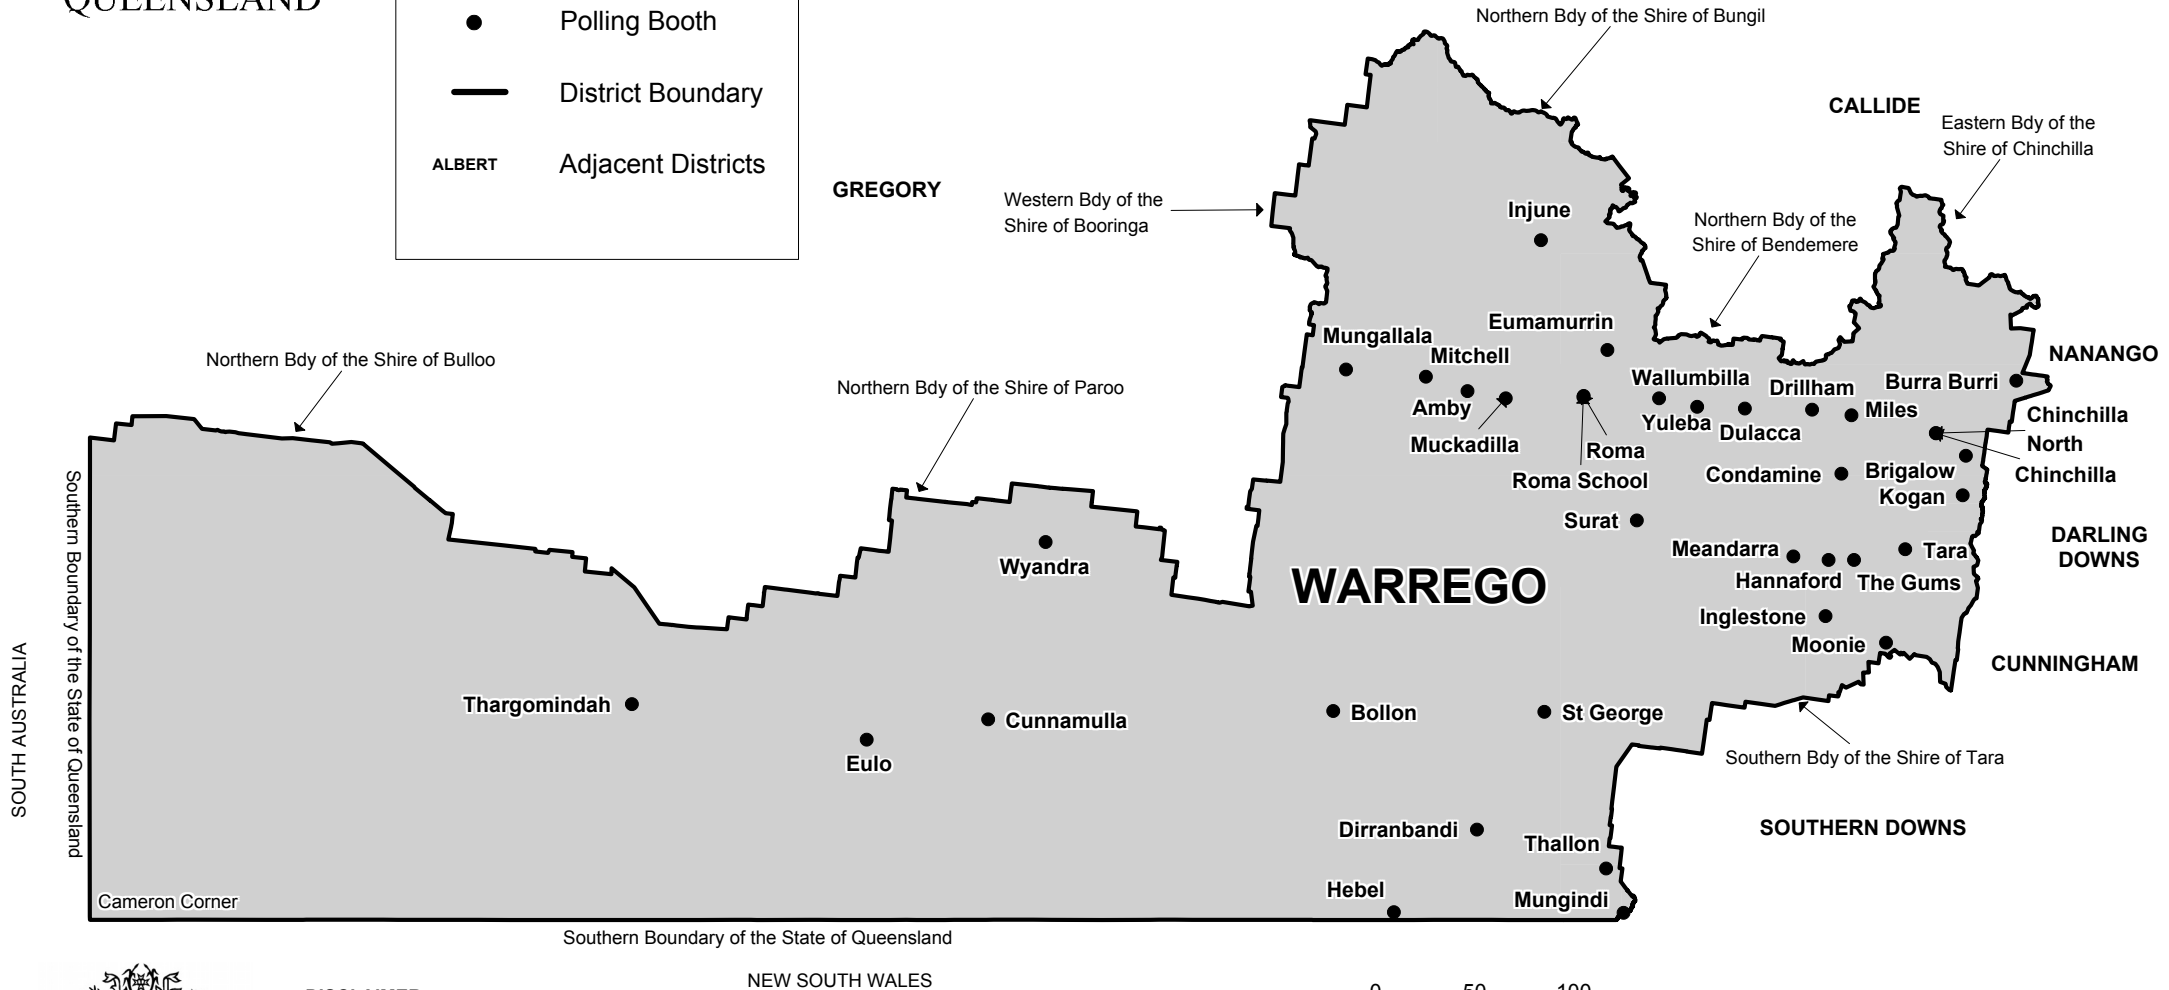 QUEENSLAND
Polling Booth
District Boundary
ALBERT Adjacent Districts
Northern Bdy of the Shire of Bungil
CALLIDE
Eastern Bdy of the
Shire of Chinchilla
GREGORY
Western Bdy of the
Shire of Booringa
Injune
Northern Bdy of the
Shire of Bendemere
Eumamurrin
Mungallala
Mitchell
NANANGO
Northern Bdy of the Shire of Bulloo
Northern Bdy of the Shire of Paroo
Wallumbilla
Drillham
Burra Burri
Amby
Miles
Chinchilla
North
Yuleba
Dulacca
Muckadilla
Roma
Roma School
Condamine
Brigalow
Chinchilla
Kogan
Surat
DARLING
DOWNS
Meandarra
Tara
Wyandra
WARREGO
Hannaford
The Gums
Inglestone
Moonie
CUNNINGHAM
SOUTH AUSTRALIA
Southern Boundary of the State of Queensland
Thargomindah
Cunnamulla
Bollon
St George
Eulo
Southern Bdy of the Shire of Tara
Dirranbandi
SOUTHERN DOWNS
Thallon
Hebel
Mungindi
Cameron Corner
Southern Boundary of the State of Queensland
NEW SOUTH WALES
DISCLAIMER
0 50 100